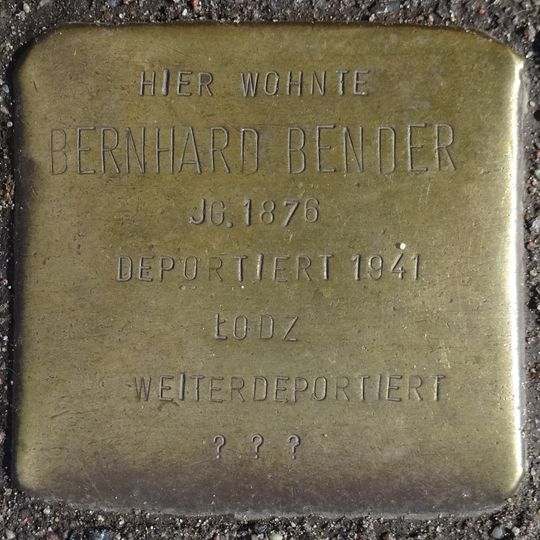 HIER WOHNTE
BERNHARD BENDER
JG. 1876
DEPORTIERT 1941
ŁODZ
WEITERDEPORTIERT
? ? ?